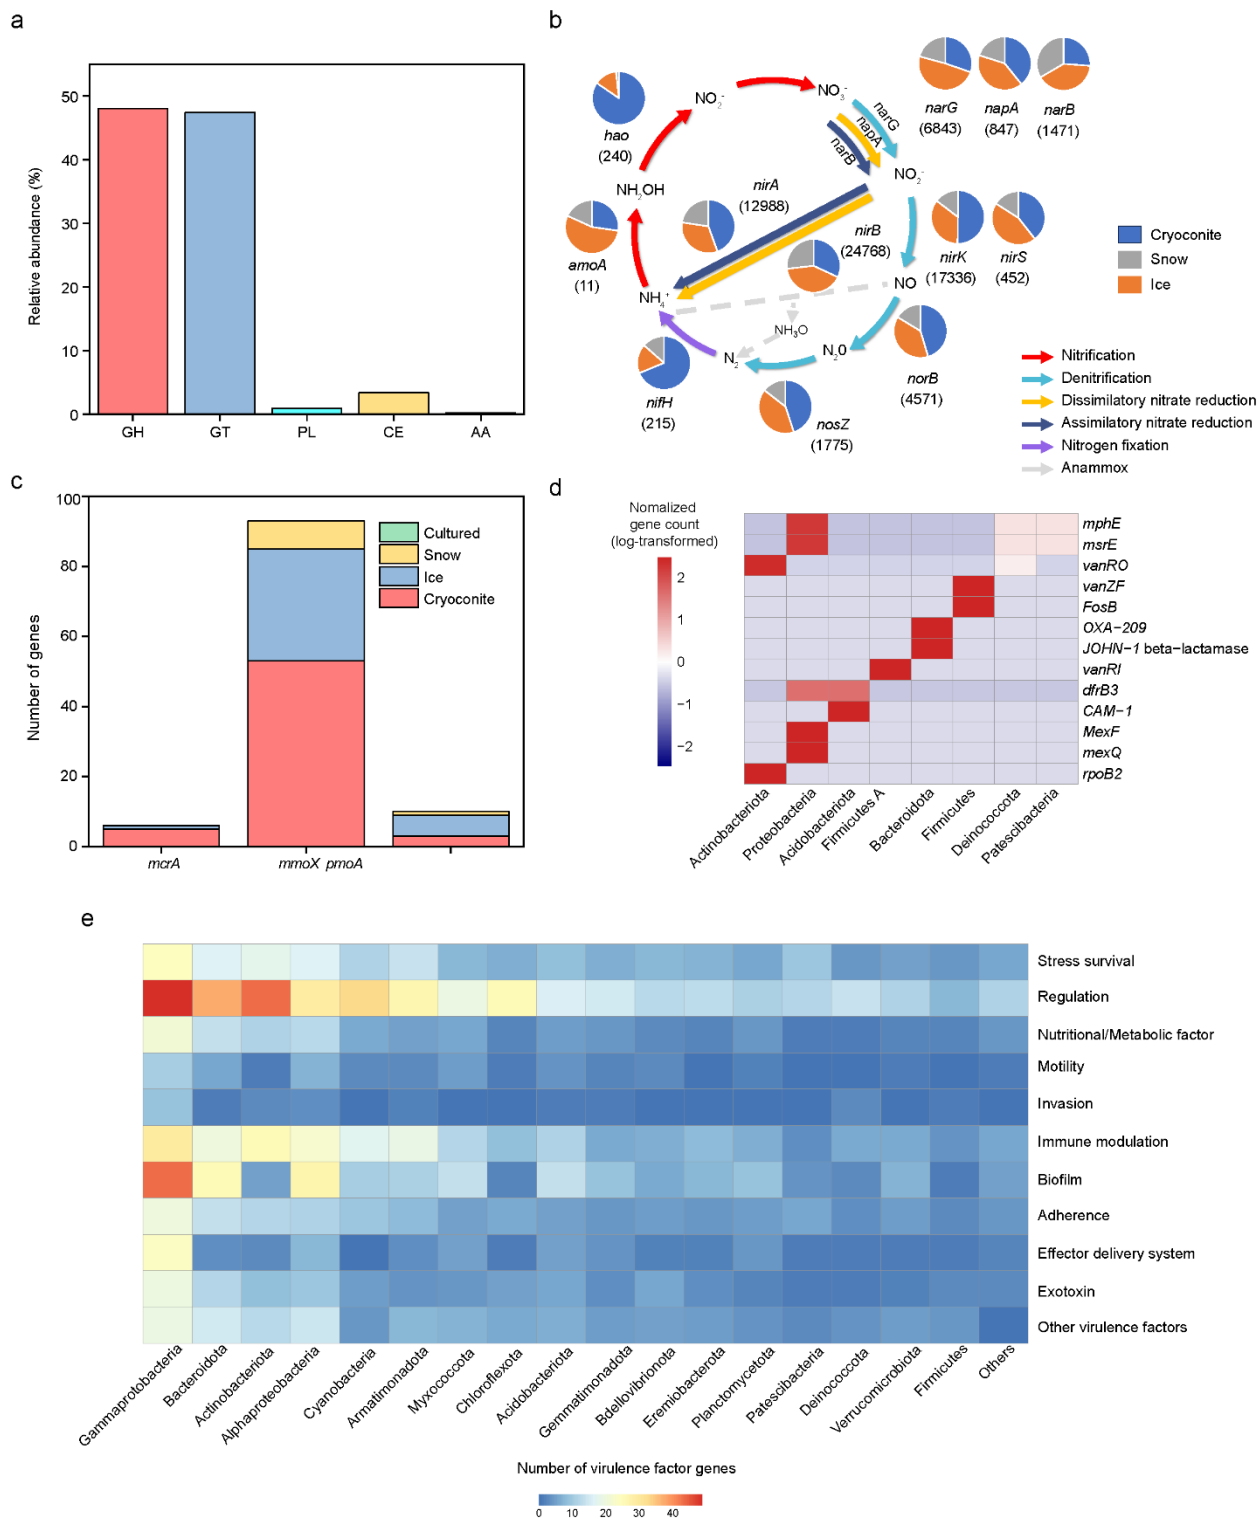 a
Relative abundance (%)
50
40
30
20
10
0
GH
GT
PL
CE
AA
b
NO₂⁻
NO₃⁻
narG
napA
narB
NO₂⁻
NO
N₂0
N₂
NH₃O
NH₄⁺
NH₂OH
hao
(240)
amoA
(11)
nirA
(12988)
nirB
(24768)
narG
(6843)
napA
(847)
narB
(1471)
nirK
(17336)
nirS
(452)
norB
(4571)
nosZ
(1775)
nifH
(215)
Cryoconite
Snow
Ice
Nitrification
Denitrification
Dissimilatory nitrate reduction
Assimilatory nitrate reduction
Nitrogen fixation
Anammox
c
Number of genes
100
80
60
40
20
0
mcrA
mmoX pmoA
Cultured
Snow
Ice
Cryoconite
d
Nomalized
gene count
(log-transformed)
2
1
0
−1
−2
mphE
msrE
vanRO
vanZF
FosB
OXA−209
JOHN−1 beta−lactamase
vanRI
dfrB3
CAM−1
MexF
mexQ
rpoB2
Actinobacteriota
Proteobacteria
Acidobacteriota
Firmicutes A
Bacteroidota
Firmicutes
Deinococcota
Patescibacteria
e
Stress survival
Regulation
Nutritional/Metabolic factor
Motility
Invasion
Immune modulation
Biofilm
Adherence
Effector delivery system
Exotoxin
Other virulence factors
Gammaprotobacteria
Bacteroidota
Actinobacteriota
Alphaproteobacteria
Cyanobacteria
Armatimonadota
Myxococcota
Chloroflexota
Acidobacteriota
Gemmatimonadota
Bdellovibrionota
Eremiobacterota
Planctomycetota
Patescibacteria
Deinococcota
Verrucomicrobiota
Firmicutes
Others
Number of virulence factor genes
0 10 20 30 40